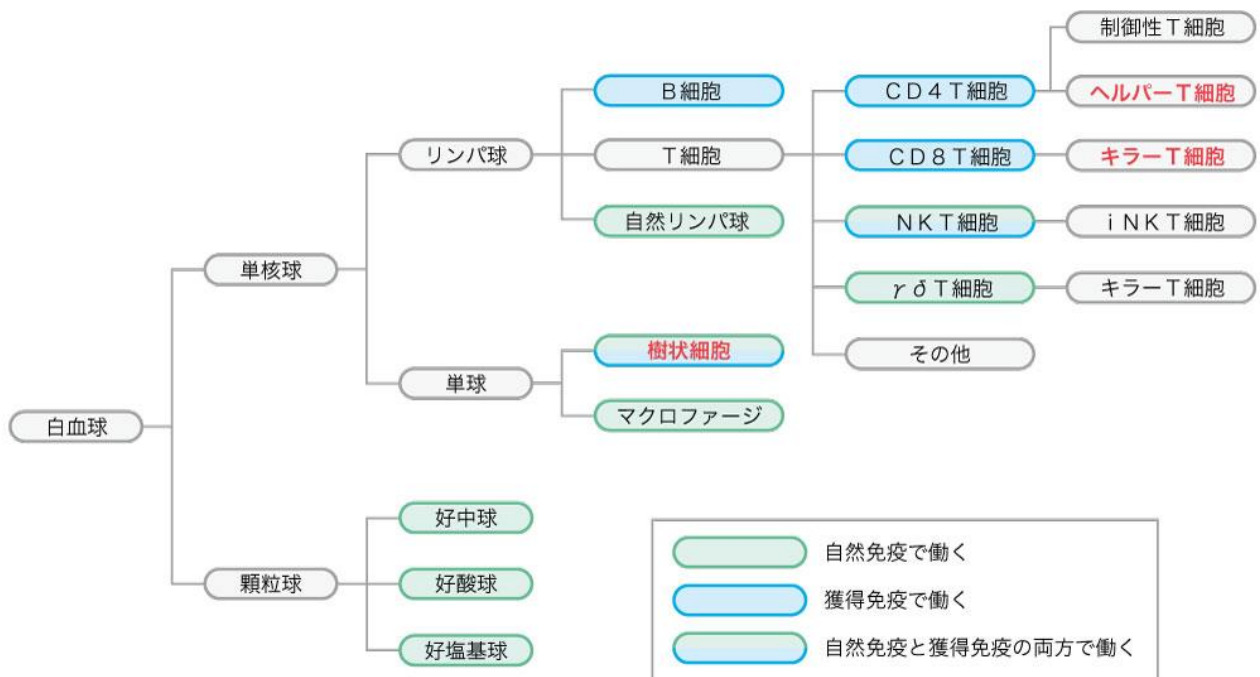 制御性T細胞
B細胞
CD4T細胞
ヘルパーT細胞
リンパ球
T細胞
CD8T細胞
キラーT細胞
自然リンパ球
NKT細胞
iNKT細胞
単核球
γδT細胞
キラーT細胞
樹状細胞
その他
単球
マクロファージ
白血球
好中球
顆粒球
好酸球
好塩基球
自然免疫で働く
獲得免疫で働く
自然免疫と獲得免疫の両方で働く